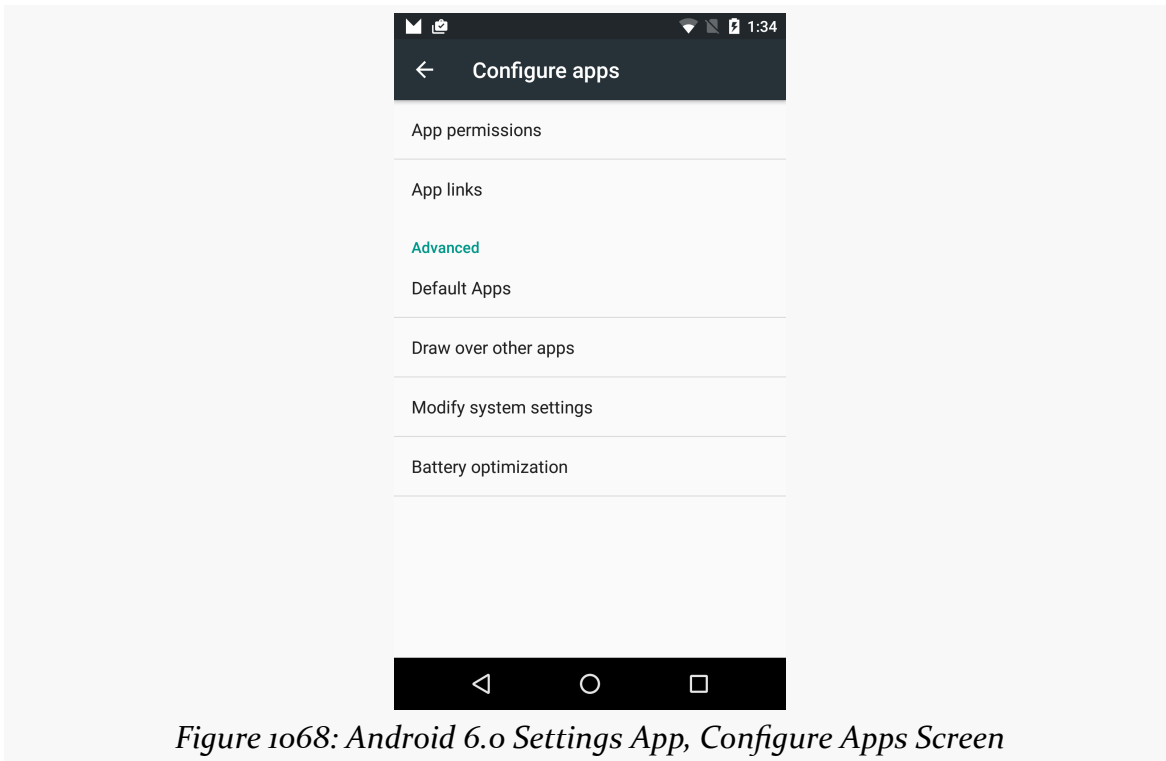 1:34
Configure apps
App permissions
App links
Advanced
Default Apps
Draw over other apps
Modify system settings
Battery optimization
Figure 1068: Android 6.0 Settings App, Configure Apps Screen